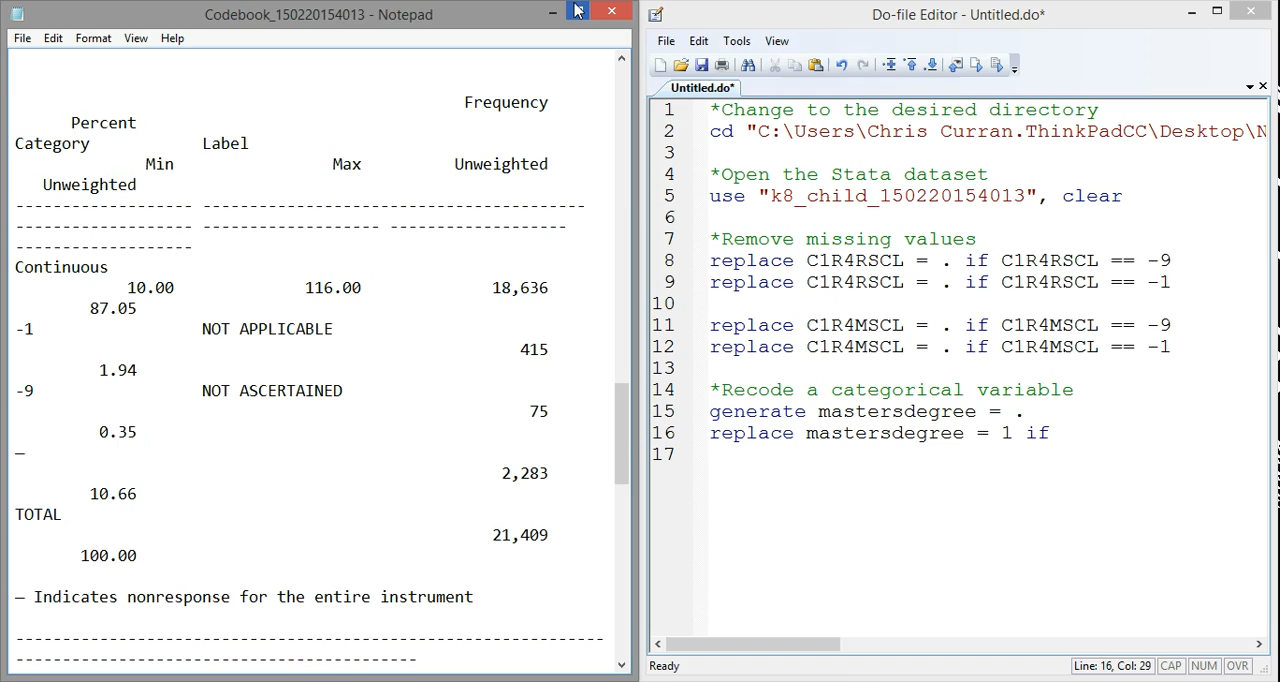 Codebook_150220154013 - Notepad
File Edit Format View Help
Frequency
Percent
Category Label
Min Max Unweighted
Unweighted
---------------------------------------- -----------------------------------------
------------------- ------------------- -------------------
-------------------
Continuous
10.00 116.00 18,636
87.05
-1 NOT APPLICABLE
415
1.94
-9 NOT ASCERTAINED
75
0.35
–
2,283
10.66
TOTAL
21,409
100.00
– Indicates nonresponse for the entire instrument
---------------------------------------------------------------
-------------------------------------------
Do-file Editor - Untitled.do*
File Edit Tools View
Untitled.do*
1 *Change to the desired directory
2 cd "C:\Users\Chris Curran.ThinkPadCC\Desktop\N
3
4 *Open the Stata dataset
5 use "k8_child_150220154013", clear
6
7 *Remove missing values
8 replace C1R4RSCL = . if C1R4RSCL == -9
9 replace C1R4RSCL = . if C1R4RSCL == -1
10
11 replace C1R4MSCL = . if C1R4MSCL == -9
12 replace C1R4MSCL = . if C1R4MSCL == -1
13
14 *Recode a categorical variable
15 generate mastersdegree = .
16 replace mastersdegree = 1 if
17
Ready
Line: 16, Col: 29 CAP NUM OVR